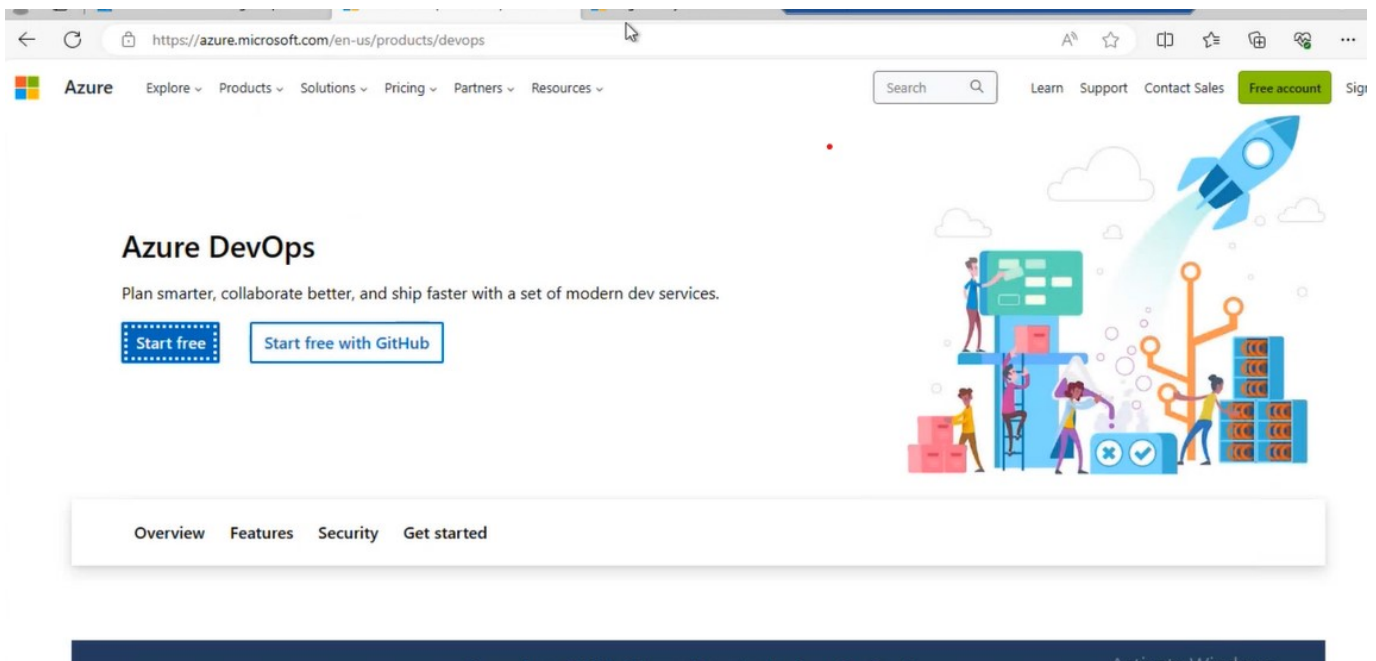 https://azure.microsoft.com/en-us/products/devops
Azure Explore Products Solutions Pricing Partners Resources Search Learn Support Contact Sales Free account
Azure DevOps
Plan smarter, collaborate better, and ship faster with a set of modern dev services.
Start free Start free with GitHub
Overview Features Security Get started